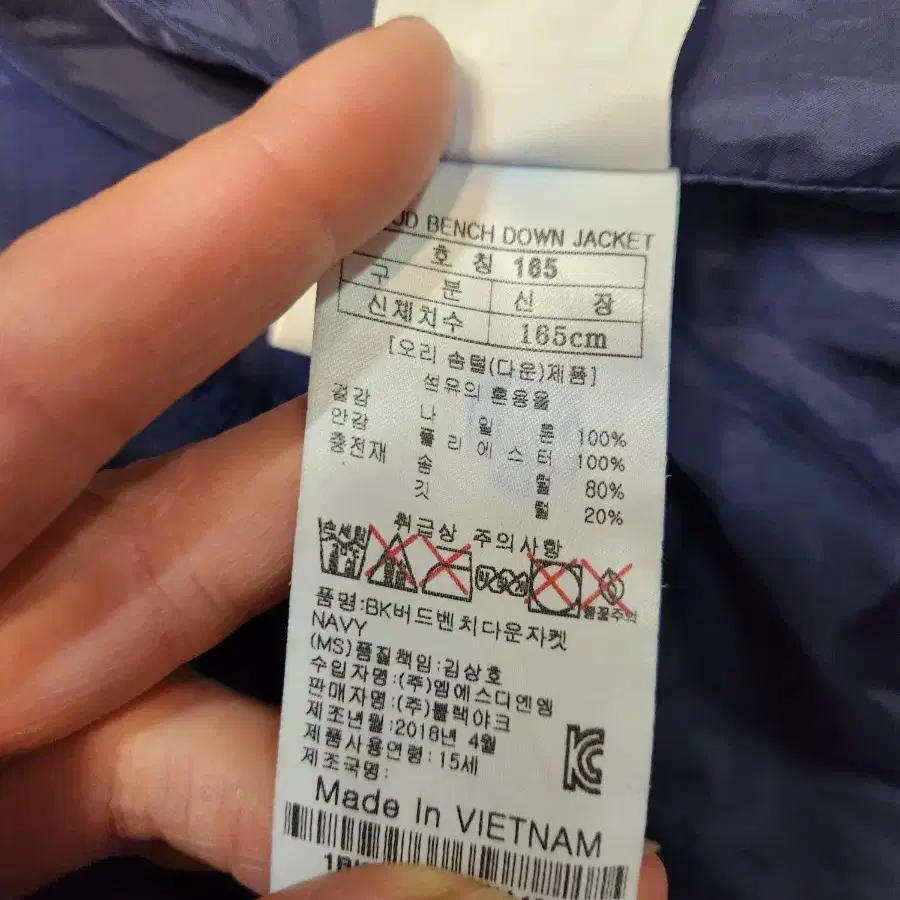 UD BENCH DOWN JACKET
호 칭 165
구 분 신 장
신체치수 165cm
[오리 솜털(다운)제품]
섬유의 혼용율
겉감 나 일 론 100%
안감 폴 리 에 스 터 100%
충전재 솜 털 80%
깃 털 20%
취급상 주의사항
불꽃주의
품명:BK버드벤치다운자켓
NAVY
(MS)품질책임:김상호
수입자명:(주)엠에스디엔엠
판매자명:(주)블랙야크
제조년월:2018년 4월
제품사용연령:15세
제조국명:
Made In VIETNAM